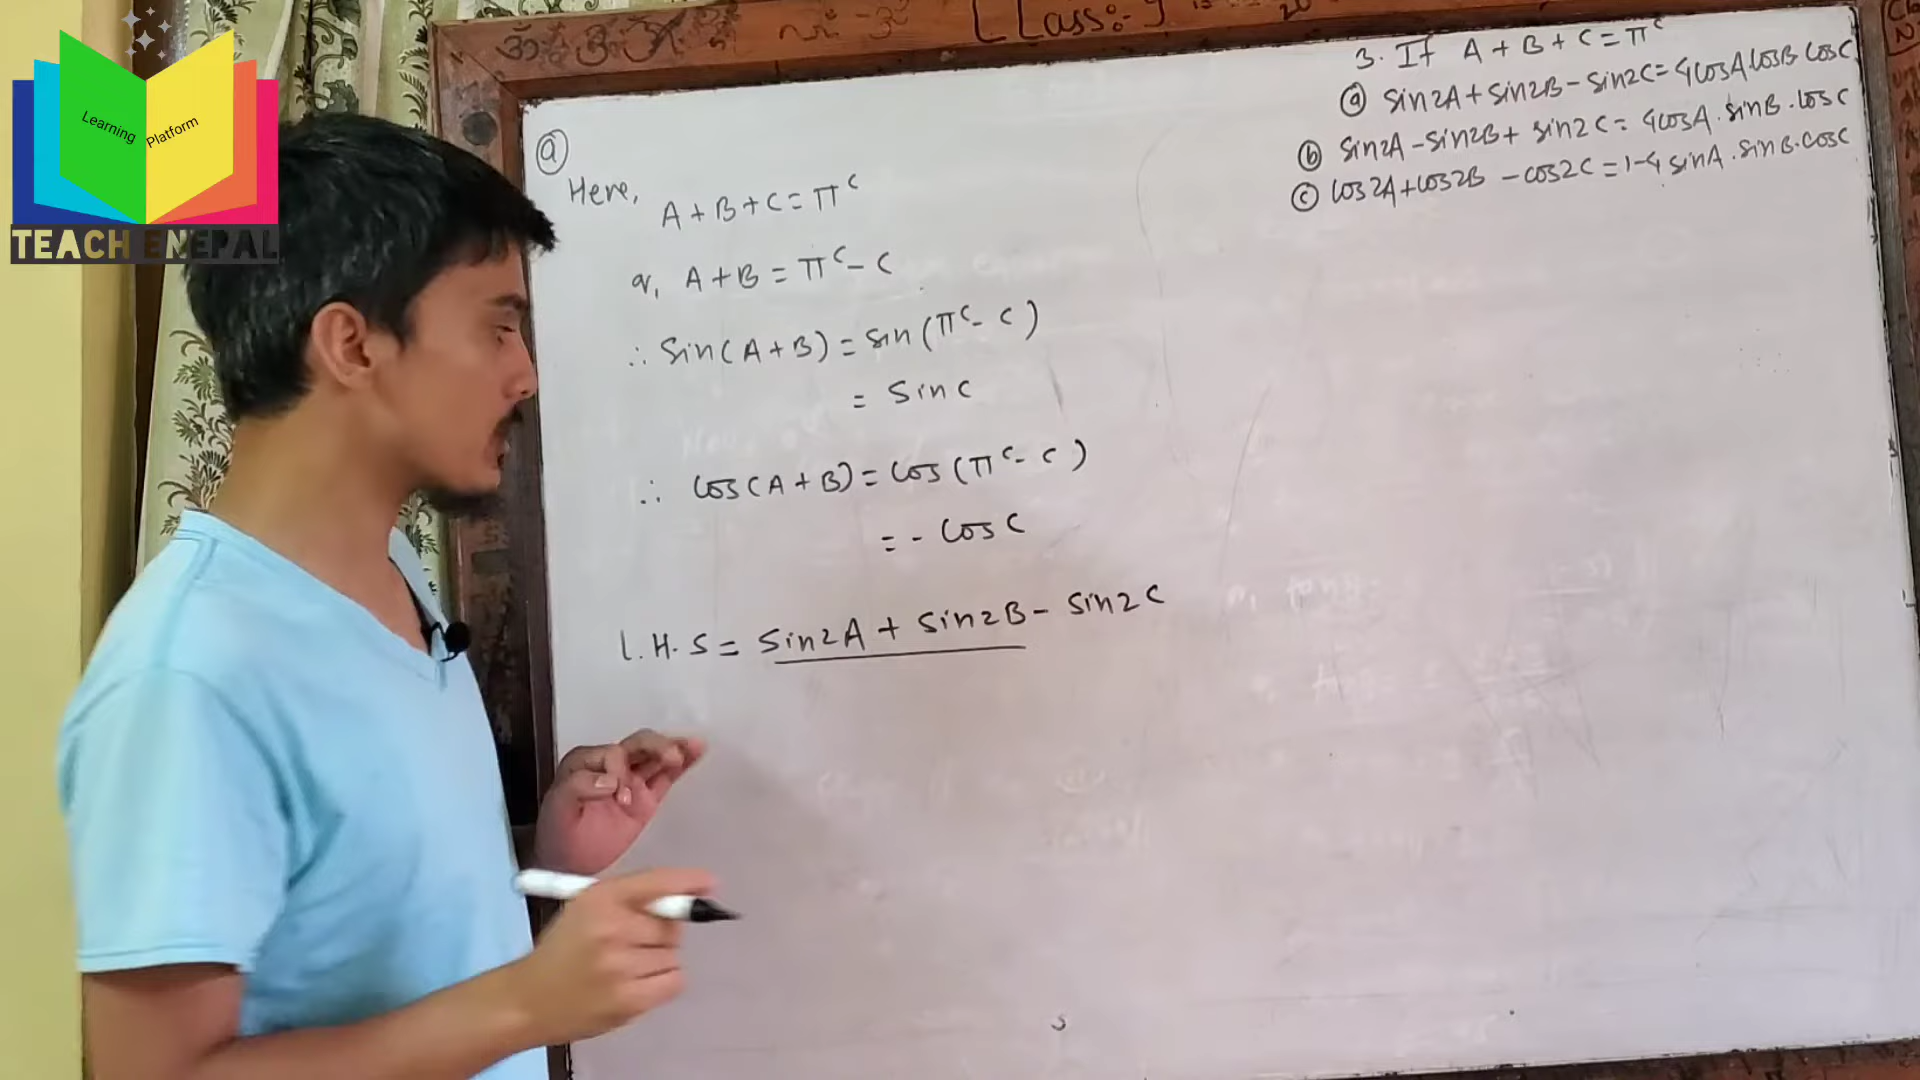 Learning Platform
TEACH ENEPAL
[Class:-
3. If A + B + C = π^c
(a) sin2A + sin2B - sin2C = 4cosA cosB cosC
(b) sin2A - sin2B + sin2C = 4cosA . sinB . cosC
(c) cos2A + cos2B - cos2C = 1-4 sinA . sinB . cosC
(a)
Here,
A + B + C = π^c
or, A + B = π^c - C
∴ Sin(A + B) = sin(π^c - C)
= Sin C
∴ Cos(A + B) = Cos(π^c - C)
= - Cos C
L.H.S = Sin2A + Sin2B - Sin2C